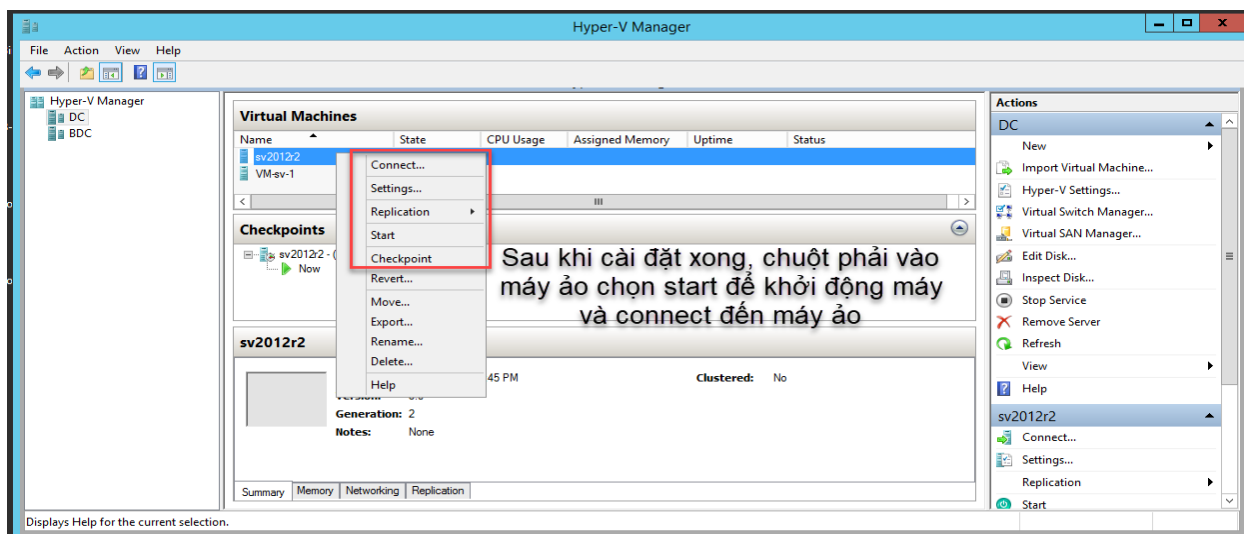 Hyper-V Manager
File Action View Help
Hyper-V Manager
DC
BDC
Virtual Machines
Name State CPU Usage Assigned Memory Uptime Status
sv2012r2
VM-sv-1
Connect...
Settings...
Replication
Start
Checkpoint
Revert...
Move...
Export...
Rename...
Delete...
Help
Checkpoints
sv2012r2 - (
Now
Sau khi cài đặt xong, chuột phải vào
máy ảo chọn start để khởi động máy
và connect đến máy ảo
sv2012r2
45 PM Clustered: No
Generation: 2
Notes: None
Summary Memory Networking Replication
Actions
DC
New
Import Virtual Machine...
Hyper-V Settings...
Virtual Switch Manager...
Virtual SAN Manager...
Edit Disk...
Inspect Disk...
Stop Service
Remove Server
Refresh
View
Help
sv2012r2
Connect...
Settings...
Replication
Start
Displays Help for the current selection.